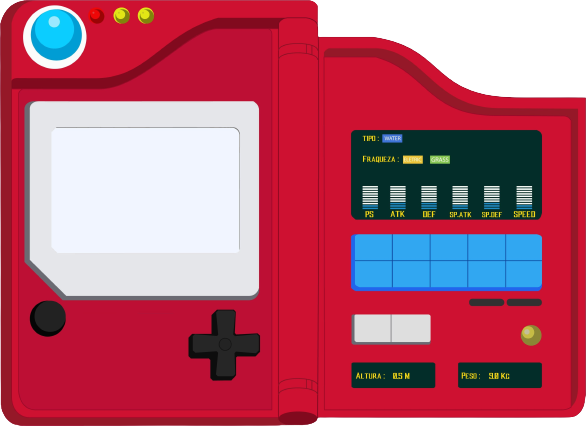 TIPO: WATER
FRAQUEZA: ELETRIC GRASS
PS ATK DEF SP.ATK SP.DEF SPEED
ALTURA: 0.5 M
PESO: 9.0 KG